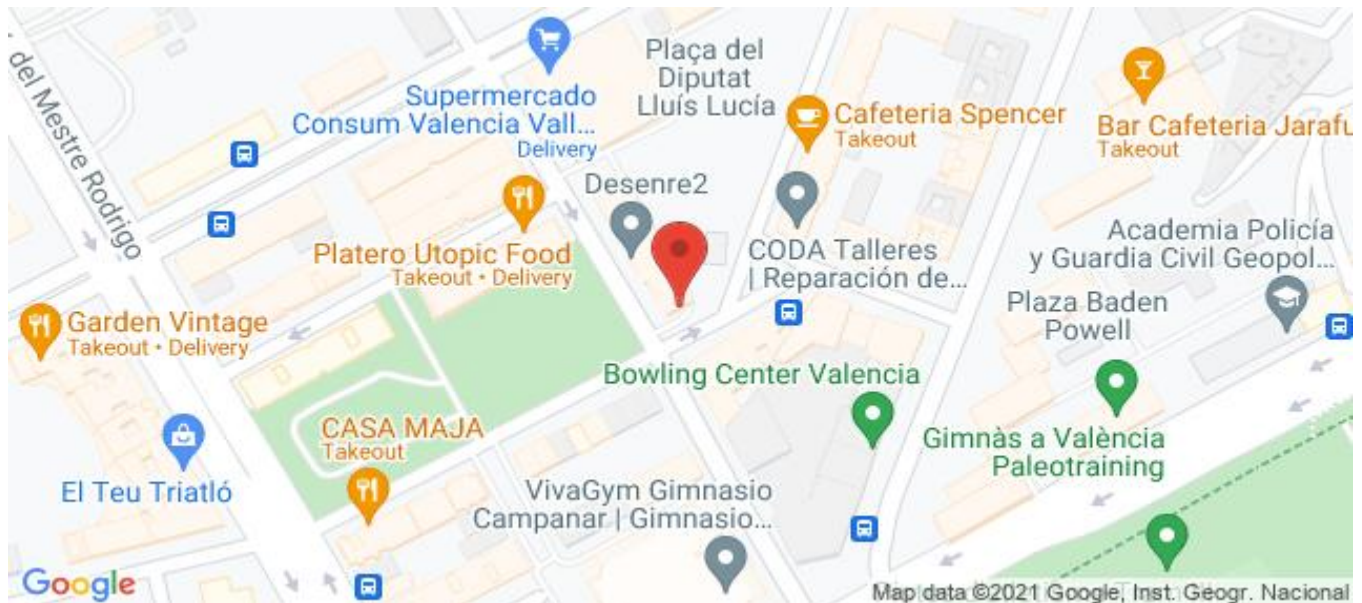 del Mestre Rodrigo
Supermercado
Consum Valencia Vall...
Delivery
Plaça del
Diputat
Lluís Lucía
Cafeteria Spencer
Takeout
Bar Cafeteria Jarafu
Takeout
Desenre2
Platero Utopic Food
Takeout • Delivery
CODA Talleres
| Reparación de...
Academia Policía
y Guardia Civil Geopol...
Plaza Baden
Powell
Garden Vintage
Takeout • Delivery
Bowling Center Valencia
CASA MAJA
Takeout
Gimnàs a València
Paleotraining
El Teu Triatló
VivaGym Gimnasio
Campanar | Gimnasio...
Google
Map data ©2021 Google, Inst. Geogr. Nacional